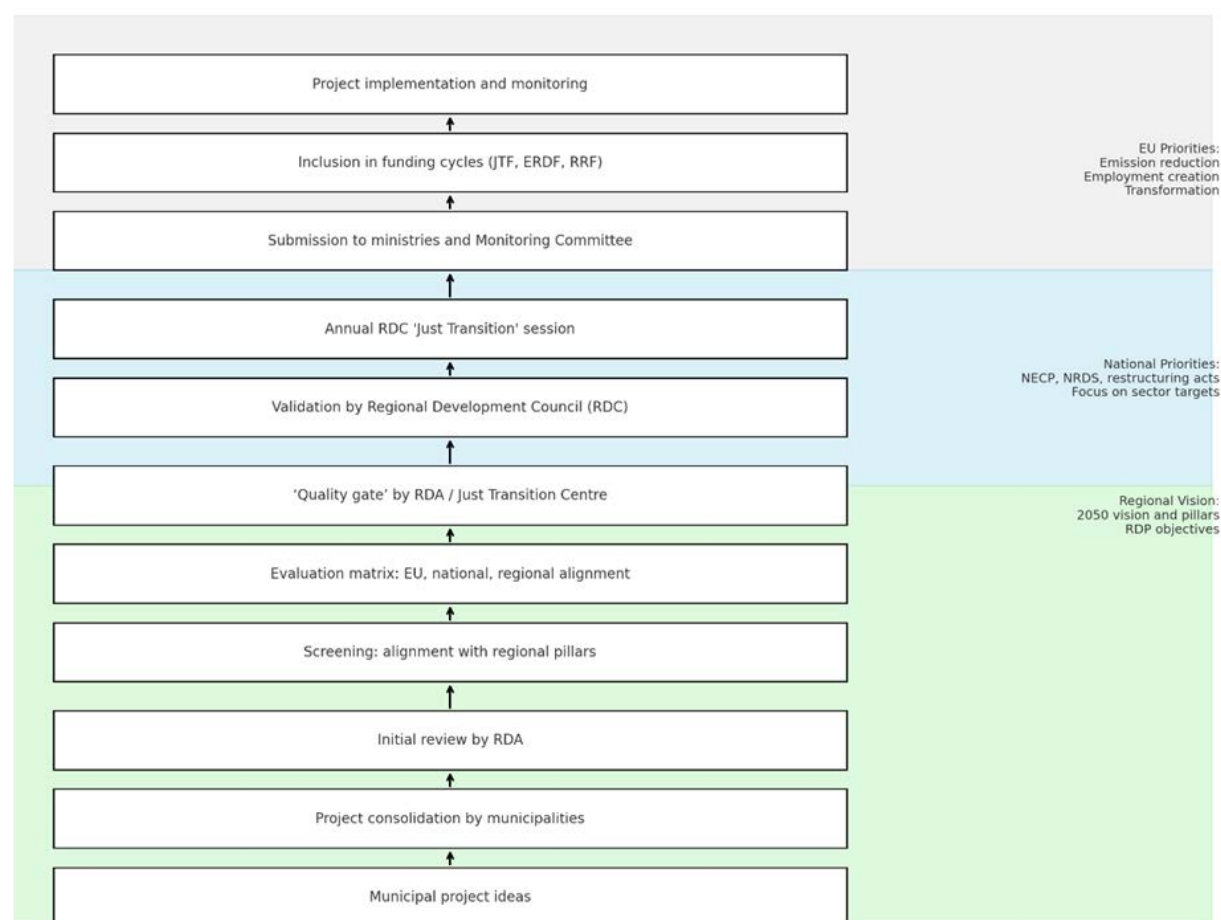 Project implementation and monitoring
Inclusion in funding cycles (JTF, ERDF, RRF)
EU Priorities:
Emission reduction
Employment creation
Transformation
Submission to ministries and Monitoring Committee
Annual RDC 'Just Transition' session
National Priorities:
NECP, NRDS, restructuring acts
Focus on sector targets
Validation by Regional Development Council (RDC)
'Quality gate' by RDA / Just Transition Centre
Regional Vision:
2050 vision and pillars
RDP objectives
Evaluation matrix: EU, national, regional alignment
Screening: alignment with regional pillars
Initial review by RDA
Project consolidation by municipalities
Municipal project ideas